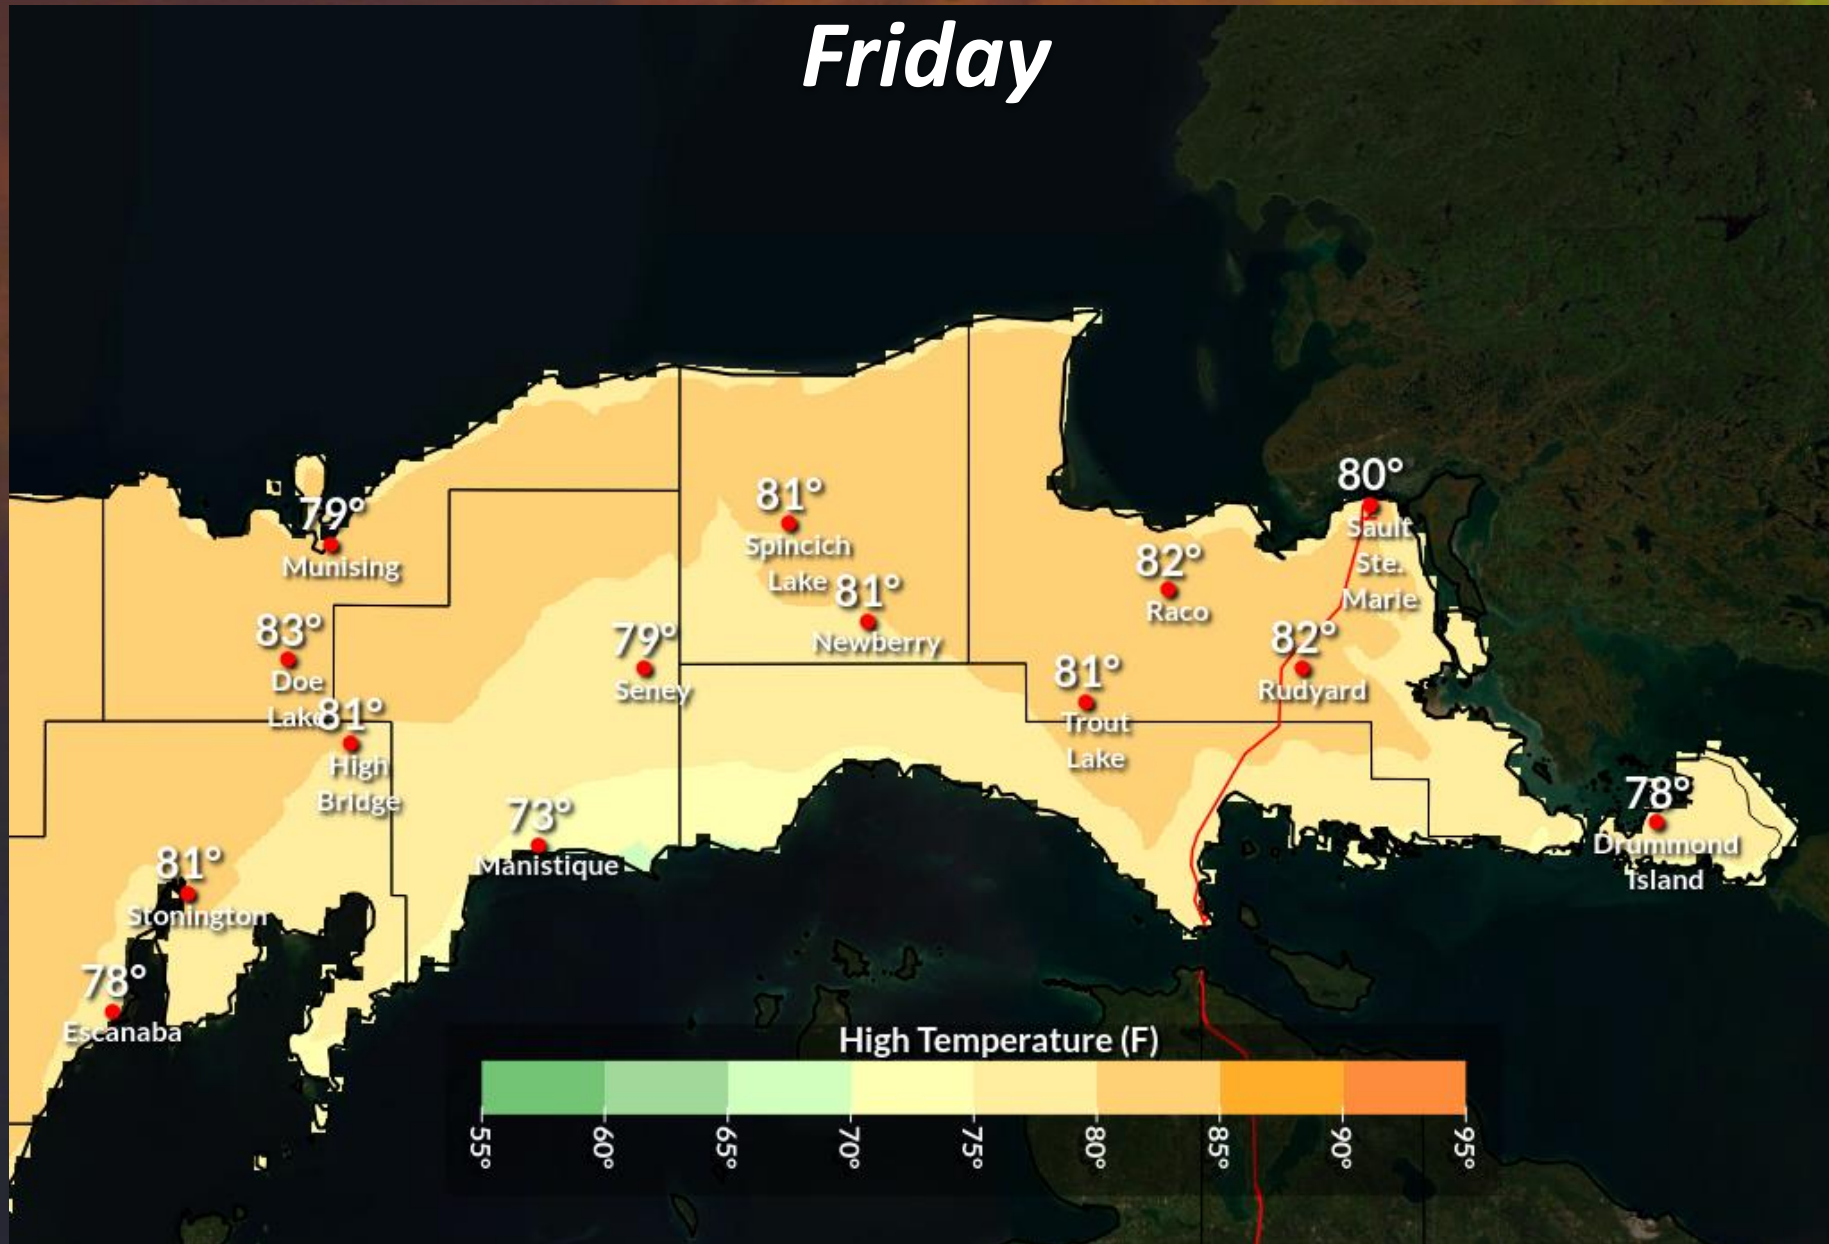 Friday
80°
Sault
Ste.
Marie
79°
Munising
81°
Spincich
Lake
81°
Newberry
82°
Raco
83°
Doe
Lake
79°
Seney
82°
Rudyard
81°
Trout
Lake
81°
High
Bridge
73°
Manistique
78°
Drummond
Island
81°
Stonington
78°
Escanaba
High Temperature (F)
55°
60°
65°
70°
75°
80°
85°
90°
95°